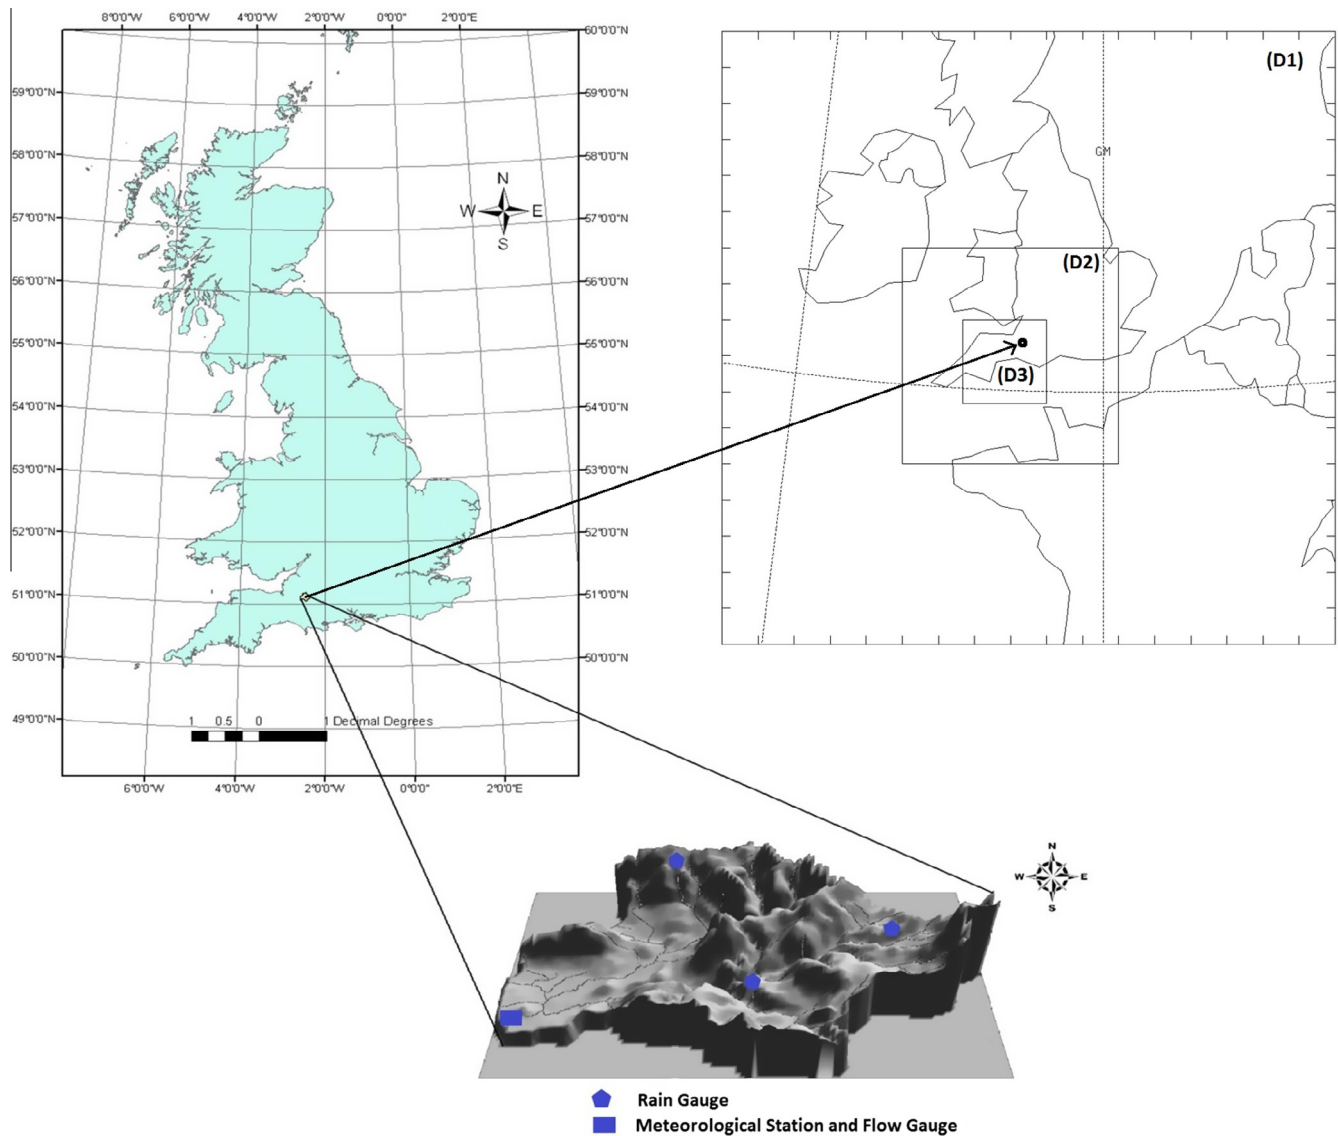 8°0'0"W 6°0'0"W 4°0'0"W 2°0'0"W 0°0'0" 2°0'0"E
60°0'0"N
59°0'0"N 59°0'0"N
58°0'0"N 58°0'0"N
57°0'0"N 57°0'0"N
56°0'0"N 56°0'0"N
55°0'0"N 55°0'0"N
54°0'0"N 54°0'0"N
53°0'0"N 53°0'0"N
52°0'0"N 52°0'0"N
51°0'0"N 51°0'0"N
50°0'0"N 50°0'0"N
49°0'0"N
N
W E
S
1 0.5 0 1 Decimal Degrees
6°0'0"W 4°0'0"W 2°0'0"W 0°0'0" 2°0'0"E
(D1)
GM
(D2)
(D3)
N
W E
S
Rain Gauge
Meteorological Station and Flow Gauge